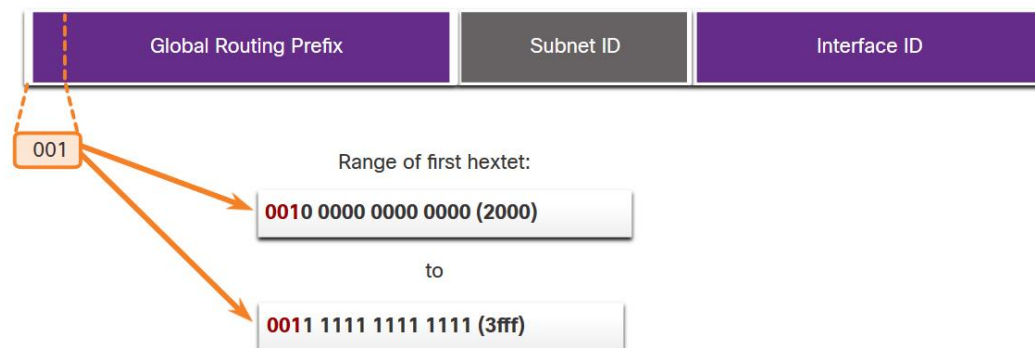 Global Routing Prefix Subnet ID Interface ID
001
Range of first hextet:
0010 0000 0000 0000 (2000)
to
0011 1111 1111 1111 (3fff)